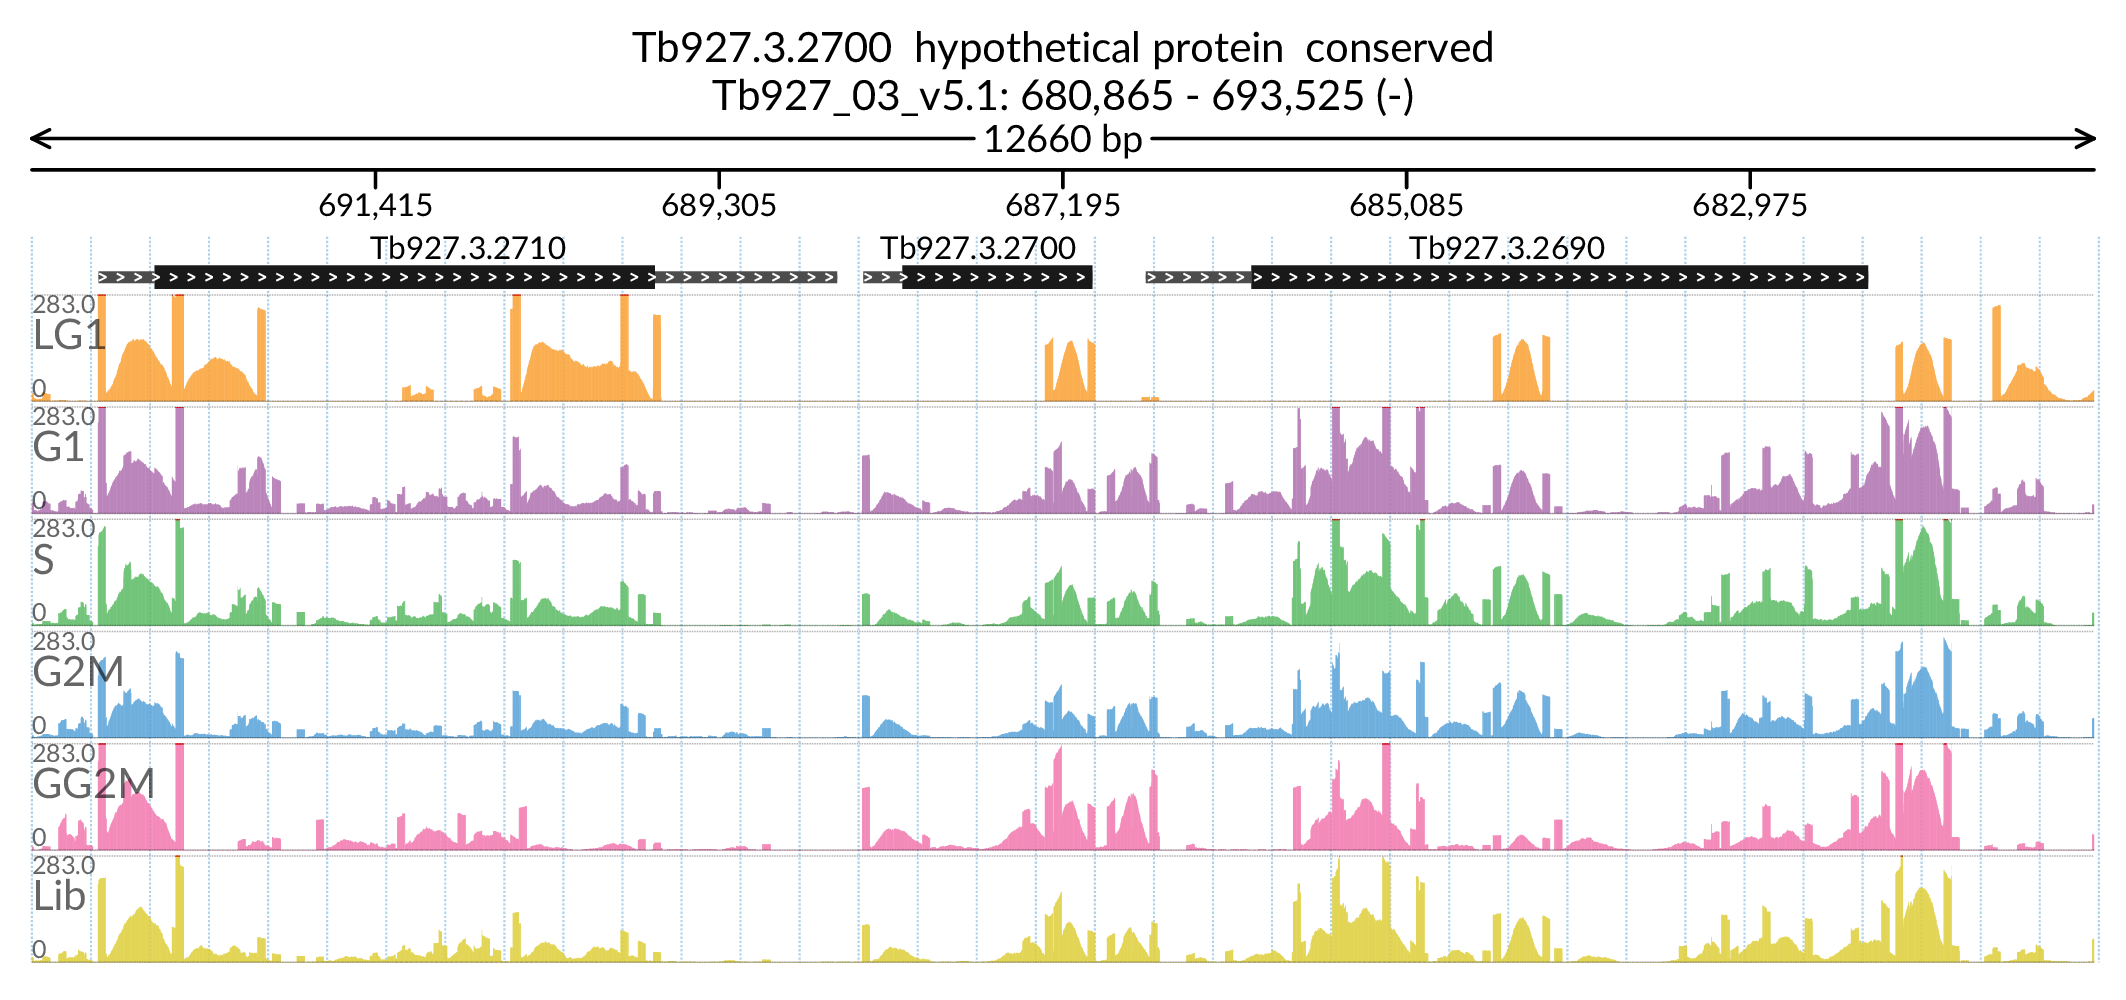 Tb927.3.2700  hypothetical protein  conserved
Tb927_03_v5.1: 680,865 - 693,525 (-)
12660 bp
691,415 689,305 687,195 685,085 682,975
Tb927.3.2710 Tb927.3.2700 Tb927.3.2690
283.0
LG1
0
283.0
G1
0
283.0
S
0
283.0
G2M
0
283.0
GG2M
0
283.0
Lib
0